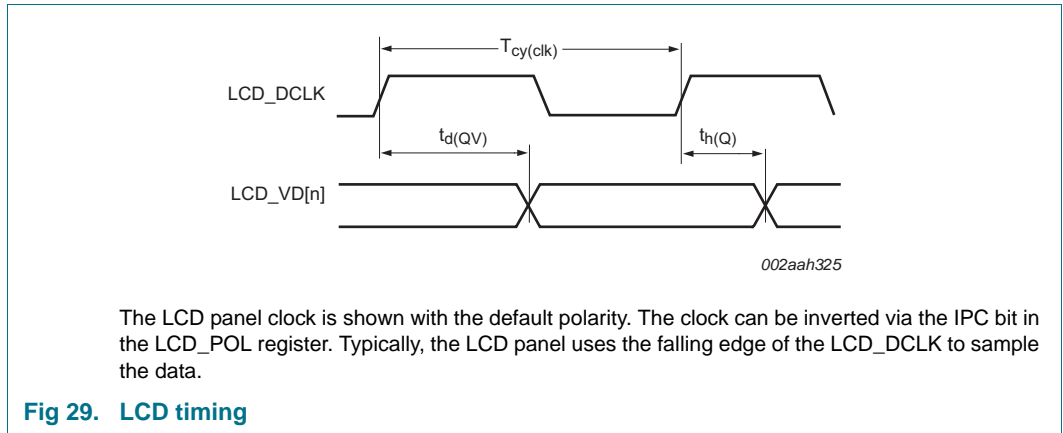 Tcy(clk)
LCD_DCLK
td(QV)
th(Q)
LCD_VD[n]
002aah325
The LCD panel clock is shown with the default polarity. The clock can be inverted via the IPC bit in
the LCD_POL register. Typically, the LCD panel uses the falling edge of the LCD_DCLK to sample
the data.
Fig 29. LCD timing